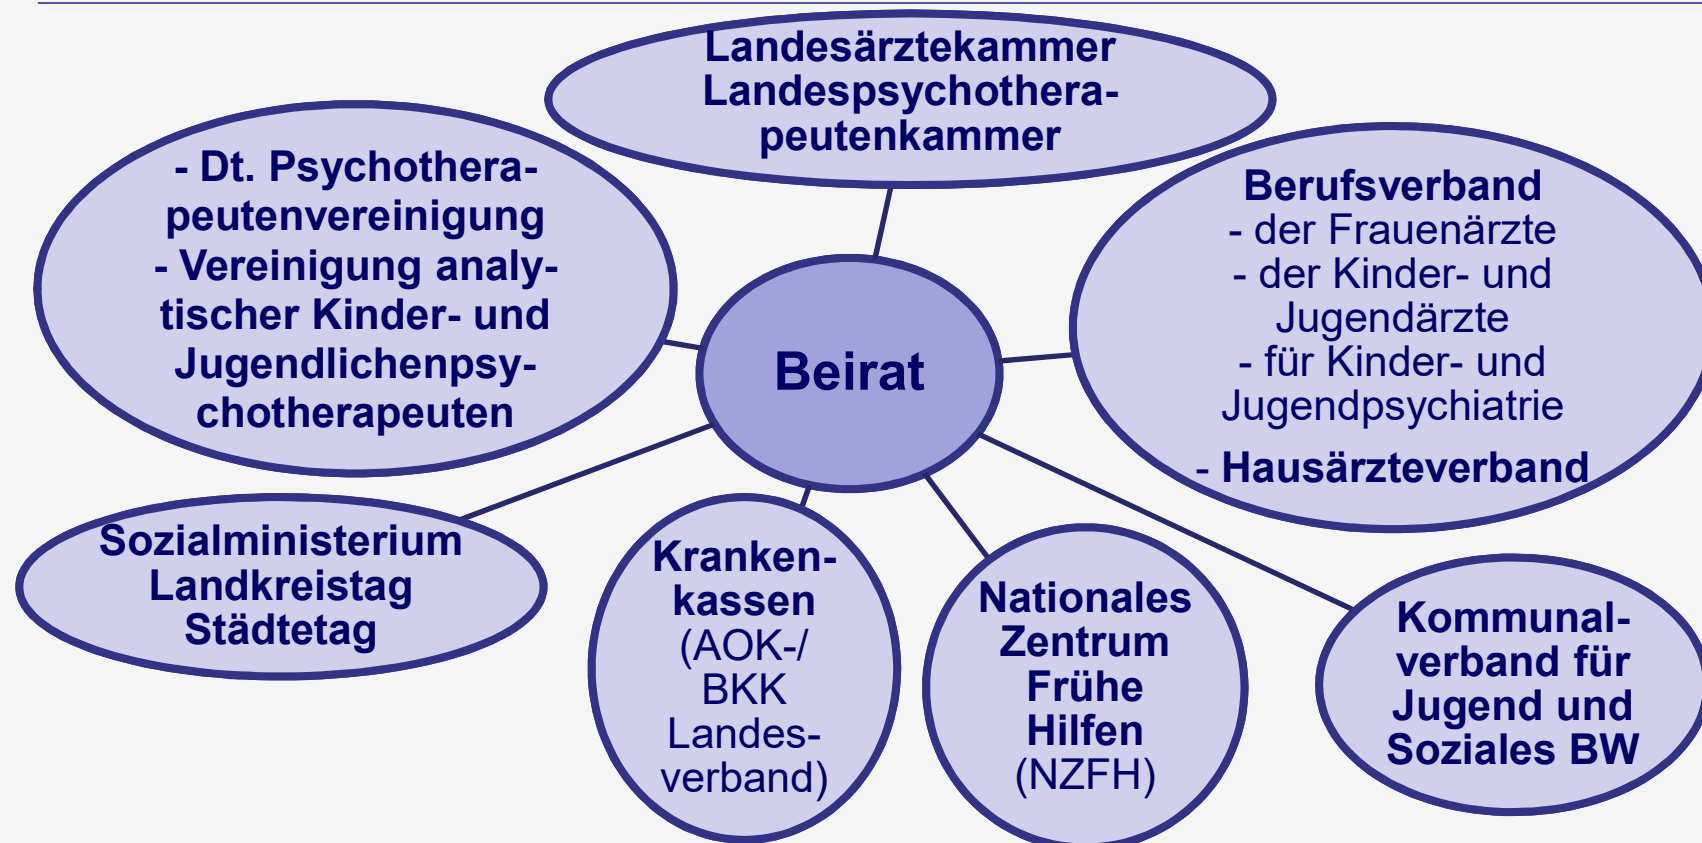 Landesärztekammer
Landespsychothera-
peutenkammer
- Dt. Psychothera-
peutenvereinigung
- Vereinigung analy-
tischer Kinder- und
Jugendlichenpsy-
chotherapeuten
Berufsverband
- der Frauenärzte
- der Kinder- und
Jugendärzte
- für Kinder- und
Jugendpsychiatrie
- Hausärzteverband
Beirat
Sozialministerium
Landkreistag
Städtetag
Kranken-
kassen
(AOK-/
BKK
Landes-
verband)
Nationales
Zentrum
Frühe
Hilfen
(NZFH)
Kommunal-
verband für
Jugend und
Soziales BW